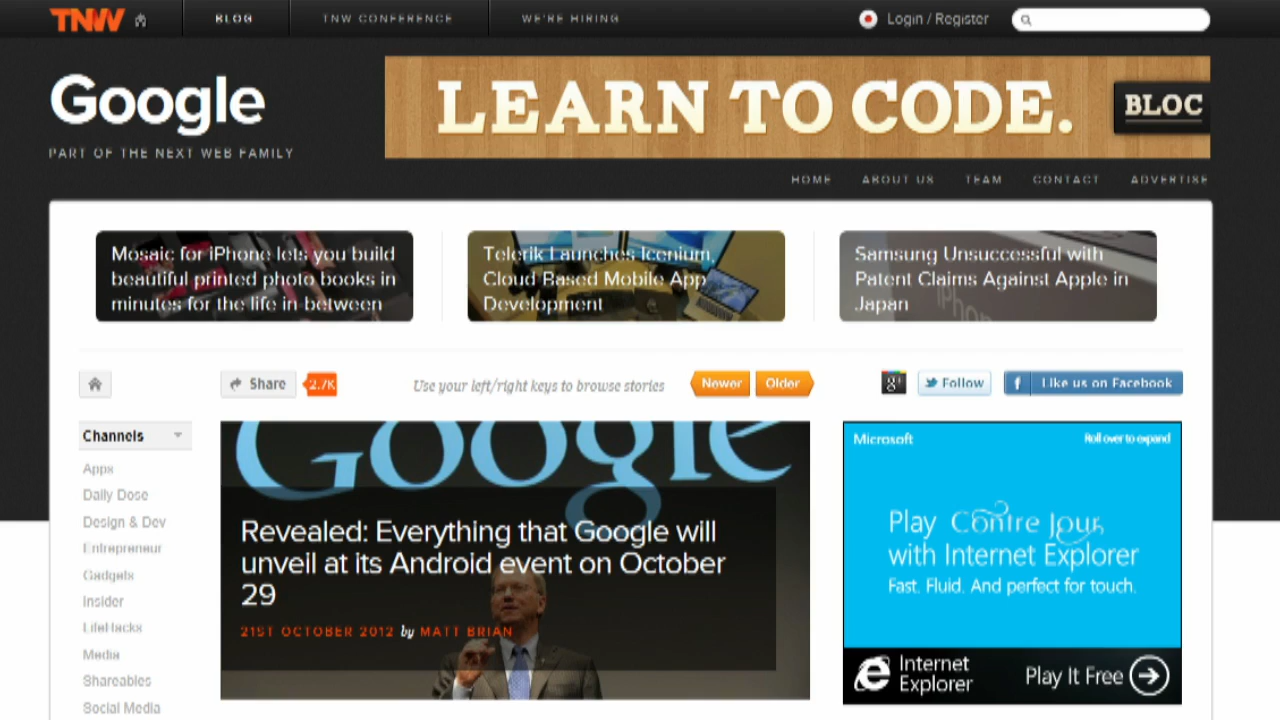 TNW
BLOG
TNW CONFERENCE
WE'RE HIRING
Login / Register
Google
PART OF THE NEXT WEB FAMILY
LEARN TO CODE.
BLOC
HOME
ABOUT US
TEAM
CONTACT
ADVERTISE
Mosaic for iPhone lets you build
beautiful printed photo books in
minutes for the life in-between
Telerik Launches Icenium,
Cloud Based Mobile App
Development
Samsung Unsuccessful with
Patent Claims Against Apple in
Japan
iPhone
Share
2.7K
Use your left/right keys to browse stories
Newer
Older
g+
Follow
f
Like us on Facebook
Channels
Apps
Daily Dose
Design & Dev
Entrepreneur
Gadgets
Insider
LifeHacks
Media
Shareables
Social Media
Google
Revealed: Everything that Google will
unveil at its Android event on October
29
21ST OCTOBER 2012 by MATT BRIAN
Microsoft
Roll over to expand
Play Contre Jour
with Internet Explorer
Fast. Fluid. And perfect for touch.
Internet
Explorer
Play It Free